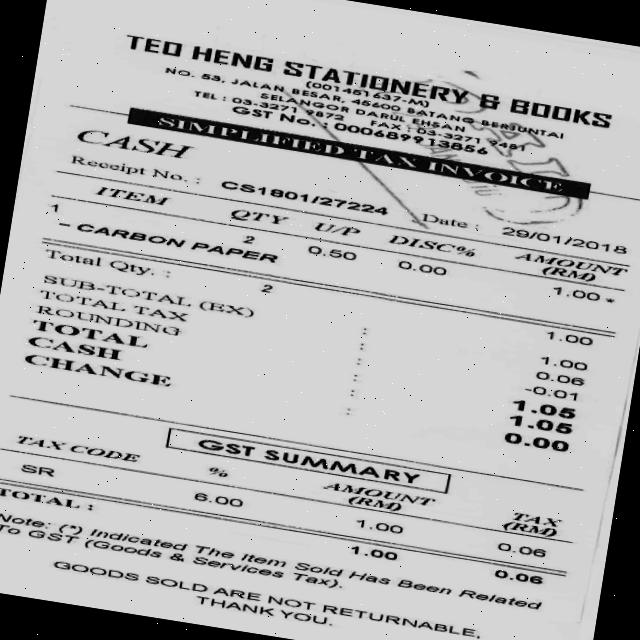 TEO HENG STATIONERY & BOOKS
(001451637-M)
NO. 53, JALAN BESAR, 45600 BATANG BERJUNTAI
SELANGOR DARUL EHSAN
TEL : 03-32719872 FAX : 03-32719481
GST No. : 000689913856
SIMPLIFIED TAX INVOICE
CASH
Receipt No. : CS1801/27224 Date : 29/01/2018
ITEM QTY U/P DISC% AMOUNT (RM)
1 2 0.50 0.00 1.00 *
- CARBON PAPER
Total Qty. : 2 1.00
SUB-TOTAL (EX) : 1.00
TOTAL TAX : 0.06
ROUNDING : -0.01
TOTAL : 1.05
CASH : 1.05
CHANGE : 0.00
GST SUMMARY
TAX CODE % AMOUNT (RM) TAX (RM)
SR 6.00 1.00 0.06
TOTAL : 1.00 0.06
Note: (*) Indicated The Item Sold Has Been Related
To GST (Goods & Services Tax).
GOODS SOLD ARE NOT RETURNABLE.
THANK YOU.